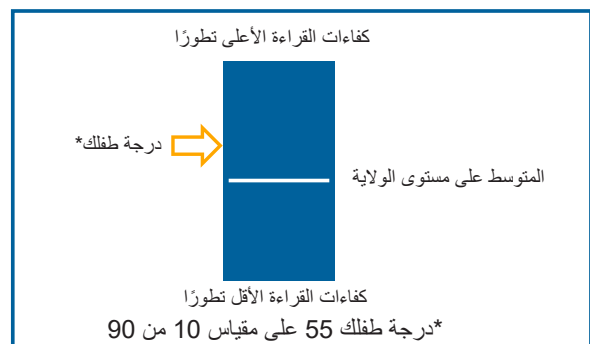 كفاءات القراءة الأعلى تطورًا
درجة طفلك*
المتوسط على مستوى الولاية
كفاءات القراءة الأقل تطورًا
*درجة طفلك 55 على مقياس 10 من 90